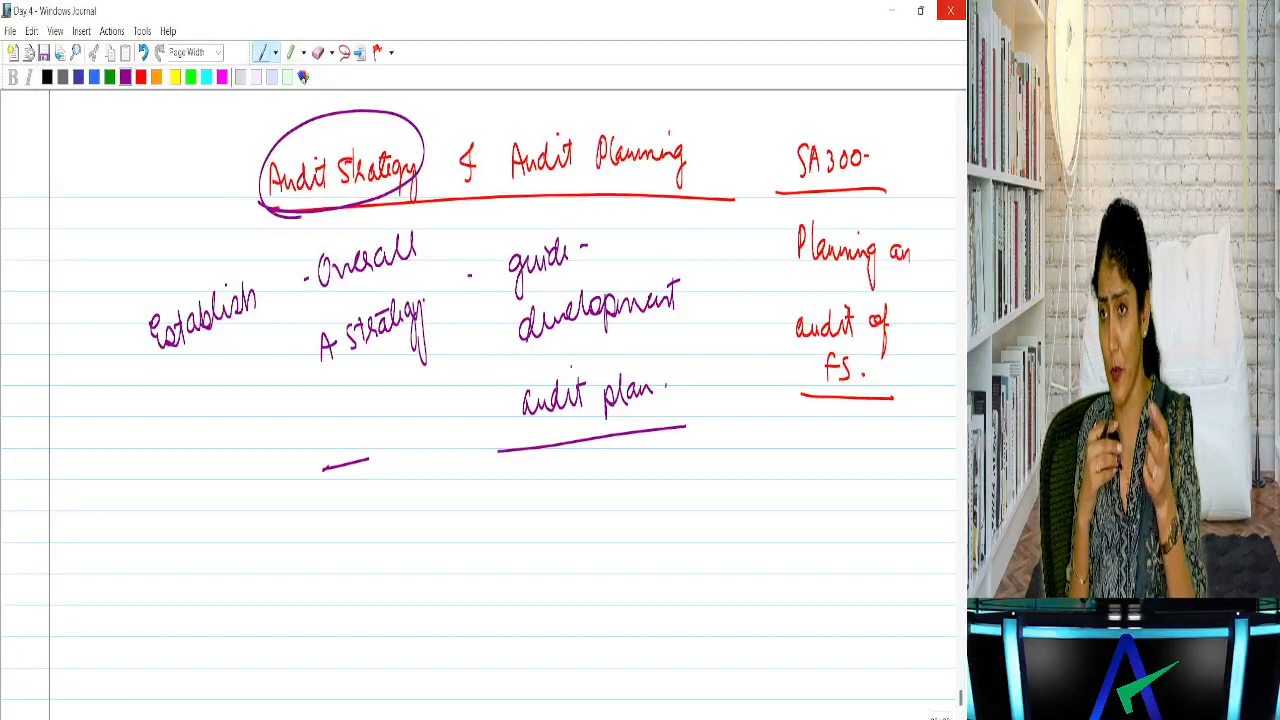 Day 4 - Windows Journal
File Edit View Insert Actions Tools Help
Page Width
B I
Audit Strategy & Audit Planning SA 300-
Establish
- Overall
A-strategy
- guide -
development
audit plan.
Planning an
audit of
FS.